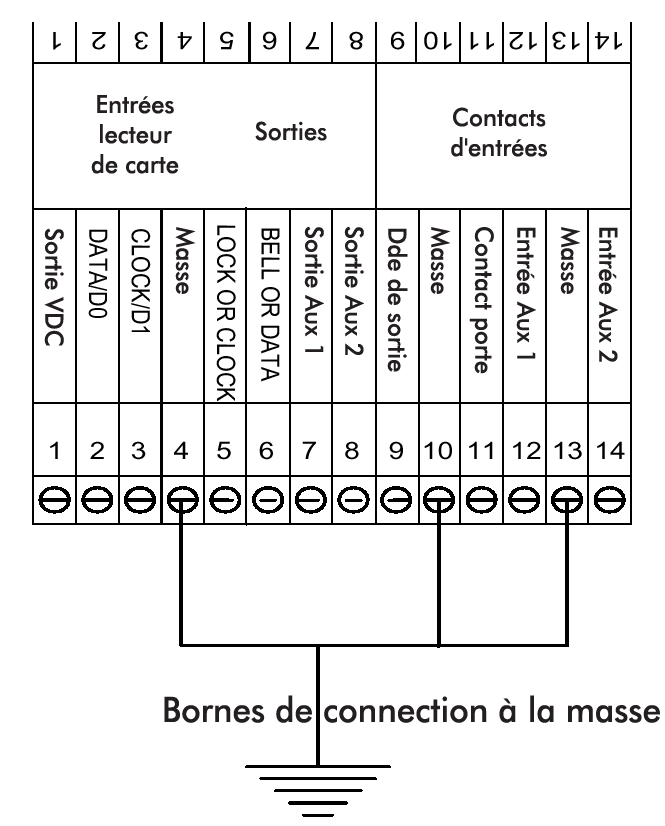 1 2 3 4 5 6 7 8 9 10 11 12 13 14
Entrées
lecteur
de carte
Sorties
Contacts
d'entrées
Sortie VDC
DATA/D0
CLOCK/D1
Masse
LOCK OR CLOCK
BELL OR DATA
Sortie Aux 1
Sortie Aux 2
Dde de sortie
Masse
Contact porte
Entrée Aux 1
Masse
Entrée Aux 2
1 2 3 4 5 6 7 8 9 10 11 12 13 14
Bornes de connection à la masse